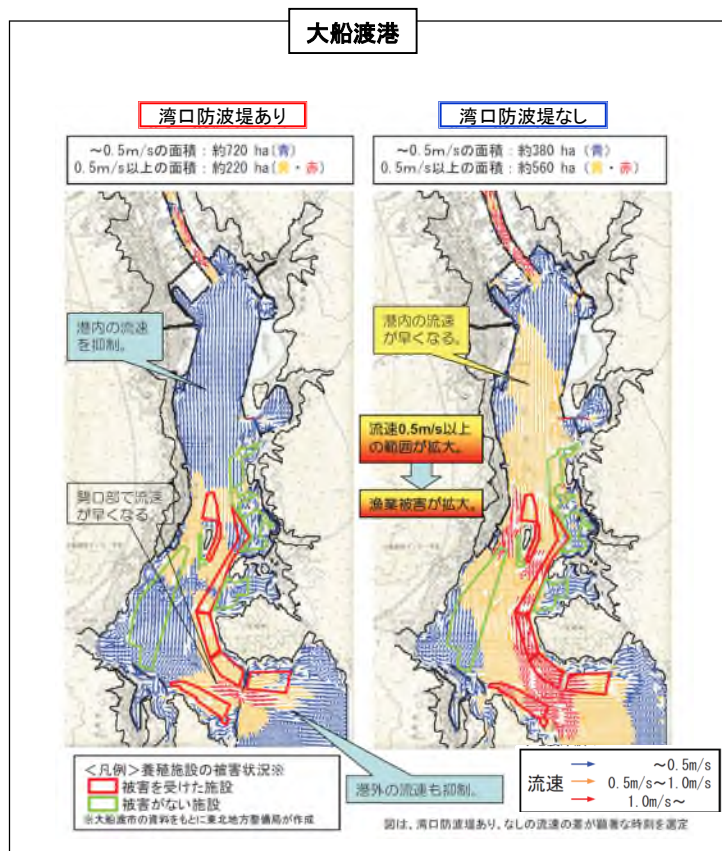 大船渡港
湾口防波堤あり
湾口防波堤なし
～0.5m/sの面積：約720 ha(青)
0.5m/s以上の面積：約220 ha(黄・赤)
～0.5m/sの面積：約380 ha（青）
0.5m/s以上の面積：約560 ha（黄・赤）
港内の流速
を抑制。
港内の流速
が早くなる。
流速0.5m/s以上
の範囲が拡大。
漁業被害が拡大。
開口部で流速
が早くなる。
＜凡例＞養殖施設の被害状況※
被害を受けた施設
被害がない施設
※大船渡市の資料をもとに東北地方整備局が作成
港外の流速も抑制。
流速
～0.5m/s
0.5m/s～1.0m/s
1.0m/s～
図は、湾口防波堤あり、なしの流速の差が顕著な時刻を選定